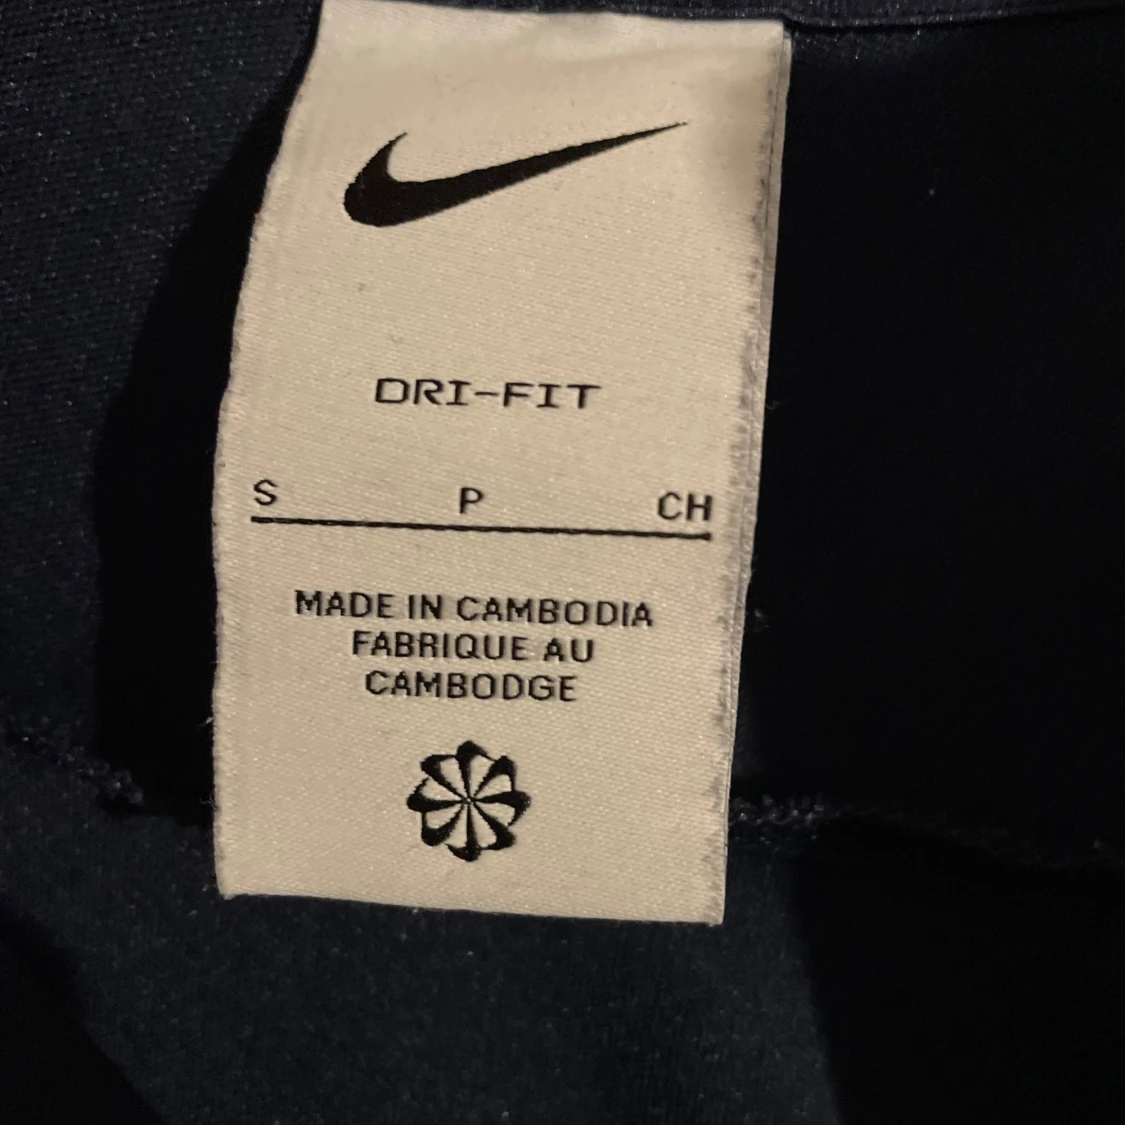 DRI-FIT
S P CH
MADE IN CAMBODIA
FABRIQUE AU
CAMBODGE